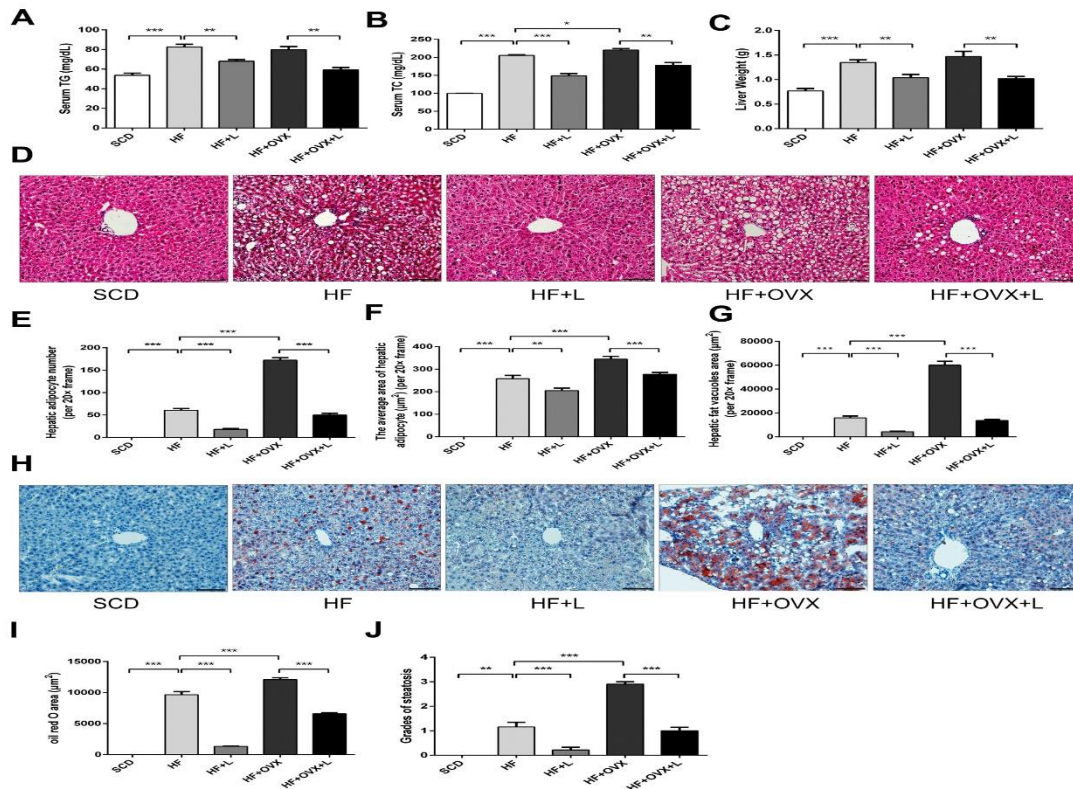 A
Serum TG (mg/dL)
100
80
60
40
20
0
***
**
**
SCD
HF
HF+L
HF+OVX
HF+OVX+L
B
Serum TC (mg/dL)
250
200
150
100
50
0
*
***
***
**
SCD
HF
HF+L
HF+OVX
HF+OVX+L
C
Liver Weight (g)
2.0
1.5
1.0
0.5
0.0
***
**
**
SCD
HF
HF+L
HF+OVX
HF+OVX+L
D
SCD
HF
HF+L
HF+OVX
HF+OVX+L
E
Hepatic adipocyte number
(per 20× frame)
200
150
100
50
0
***
***
***
***
SCD
HF
HF+L
HF+OVX
HF+OVX+L
F
The average area of hepatic
adipocyte (µm²) (per 20× frame)
500
400
300
200
100
0
***
***
**
***
SCD
HF
HF+L
HF+OVX
HF+OVX+L
G
Hepatic fat vacuoles area (µm²)
(per 20× frame)
80000
60000
40000
20000
0
***
***
***
***
SCD
HF
HF+L
HF+OVX
HF+OVX+L
H
SCD
HF
HF+L
HF+OVX
HF+OVX+L
I
oil red O area (µm²)
15000
10000
5000
0
***
***
***
***
SCD
HF
HF+L
HF+OVX
HF+OVX+L
J
Grades of steatosis
4
3
2
1
0
***
**
***
***
SCD
HF
HF+L
HF+OVX
HF+OVX+L